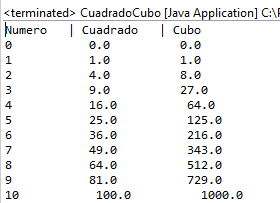 <terminated> CuadradoCubo [Java Application] C:\
Numero | Cuadrado | Cubo
0 0.0 0.0
1 1.0 1.0
2 4.0 8.0
3 9.0 27.0
4 16.0 64.0
5 25.0 125.0
6 36.0 216.0
7 49.0 343.0
8 64.0 512.0
9 81.0 729.0
10 100.0 1000.0